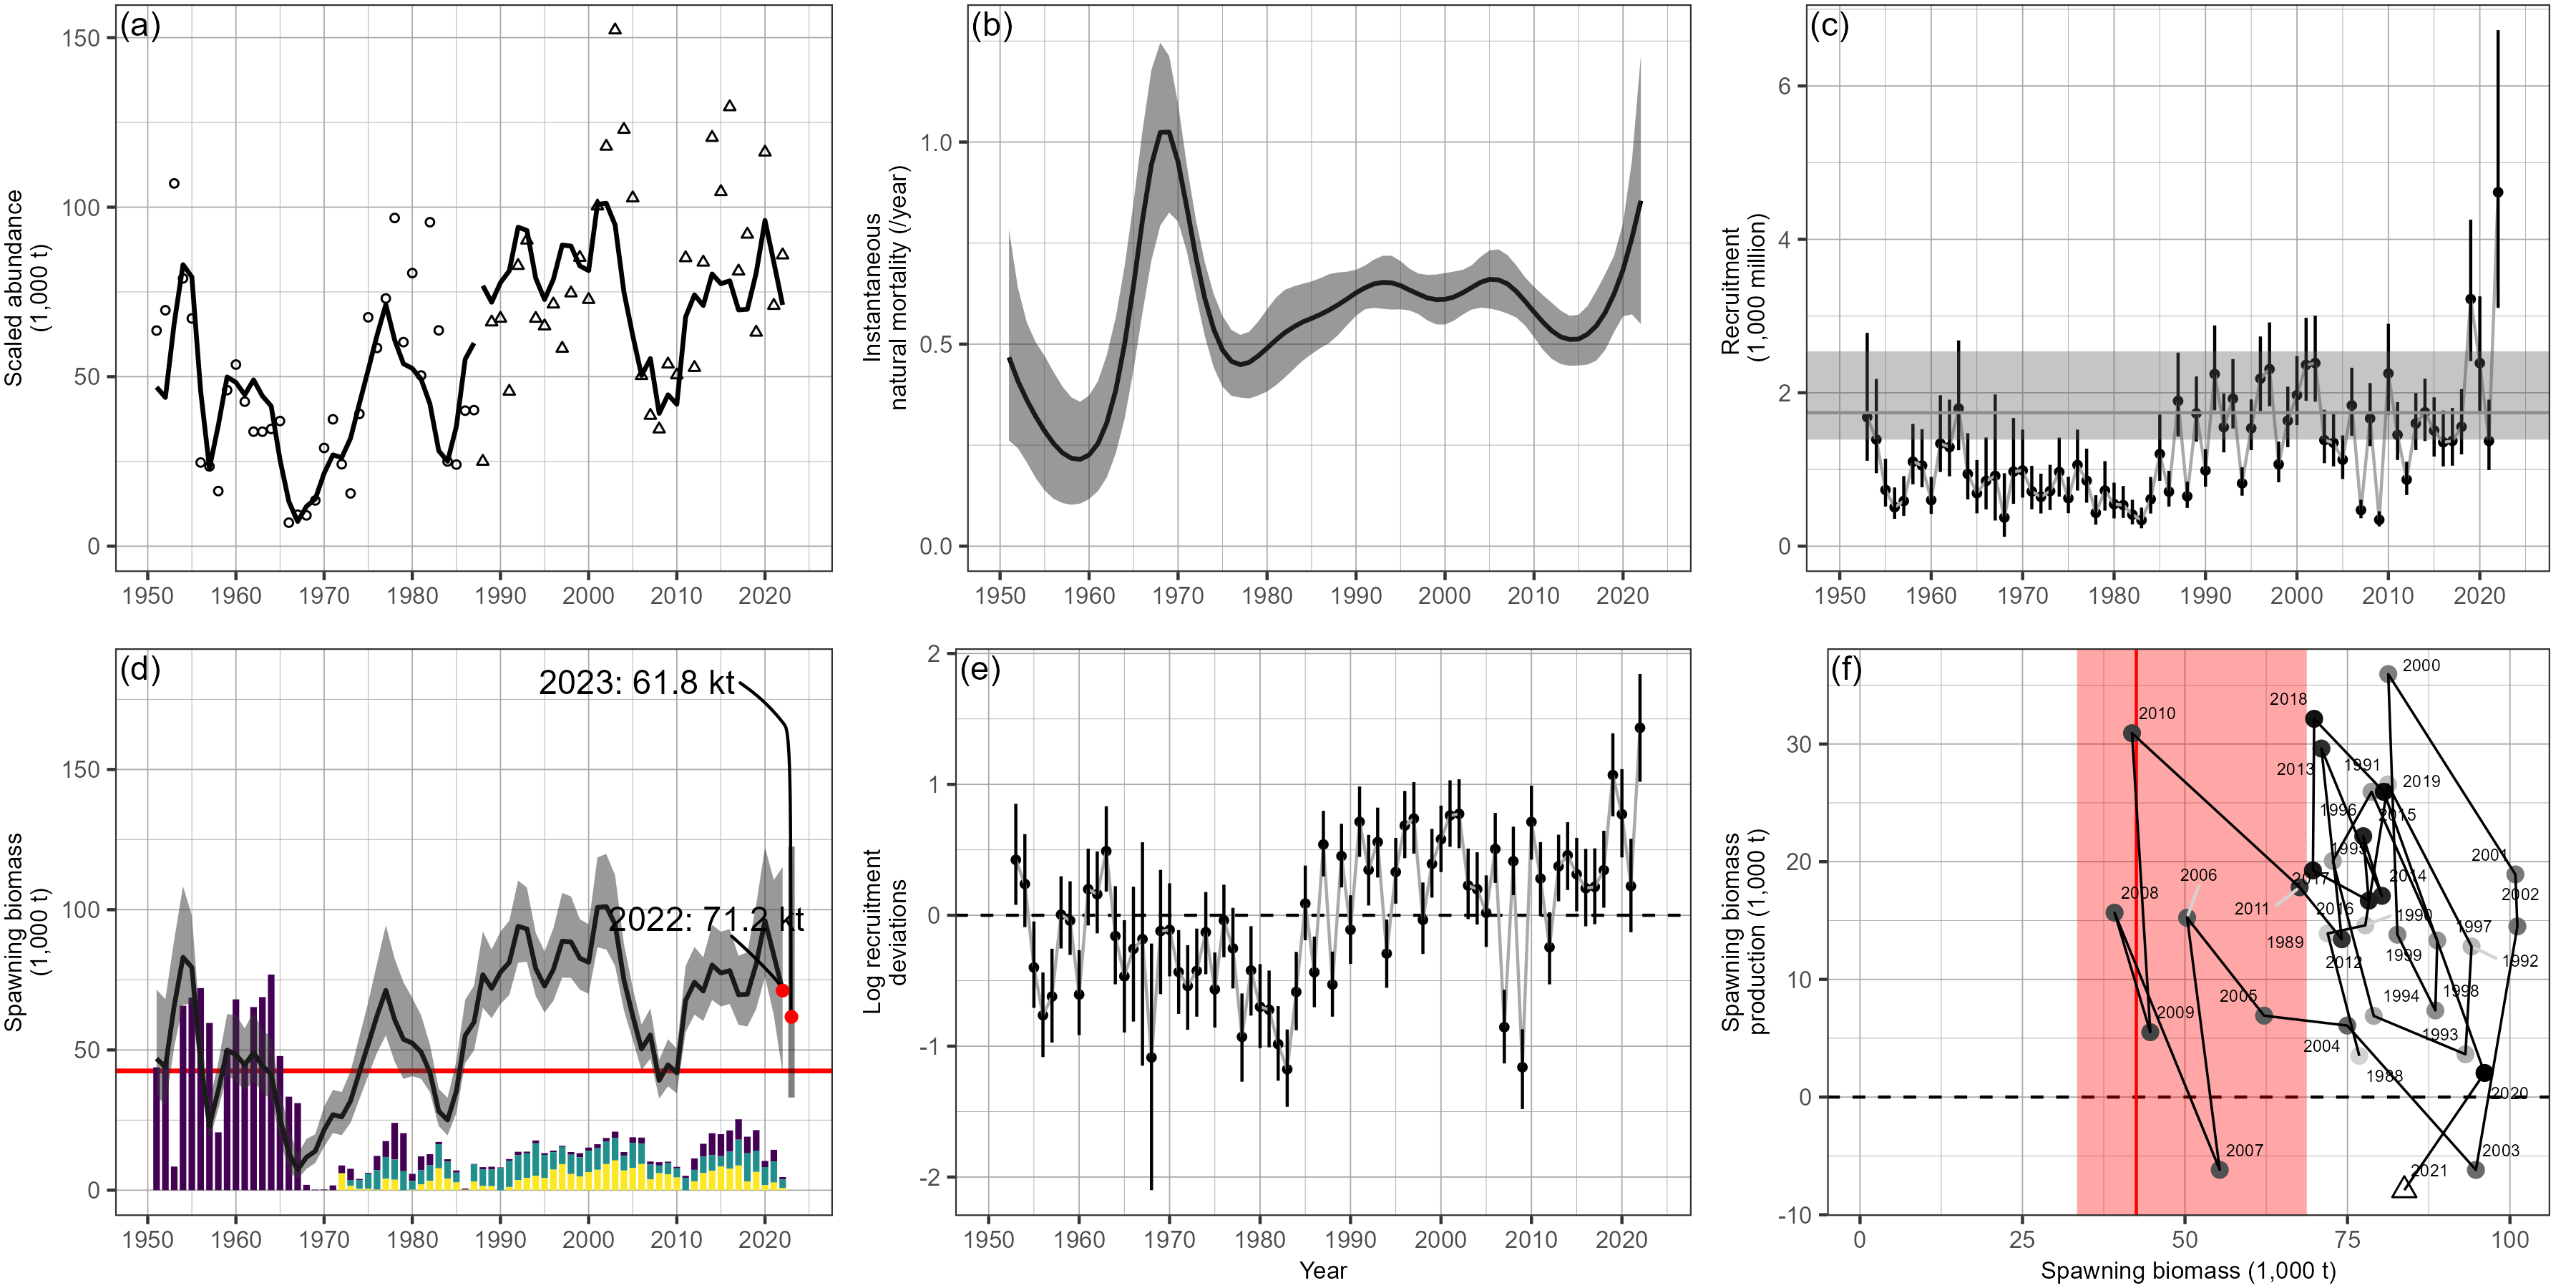 (a)
150
100
50
0
Scaled abundance
(1,000 t)
1950 1960 1970 1980 1990 2000 2010 2020
(b)
1.0
0.5
0.0
Instantaneous
natural mortality (/year)
1950 1960 1970 1980 1990 2000 2010 2020
(c)
6
4
2
0
Recruitment
(1,000 million)
1950 1960 1970 1980 1990 2000 2010 2020
(d)
2023: 61.8 kt
2022: 71.2 kt
150
100
50
0
Spawning biomass
(1,000 t)
1950 1960 1970 1980 1990 2000 2010 2020
(e)
2
1
0
-1
-2
Log recruitment
deviations
1950 1960 1970 1980 1990 2000 2010 2020
Year
(f)
30
20
10
0
-10
Spawning biomass
production (1,000 t)
2000
2018
2010
2013
1991
2019
1996
2015
1995
2001
2006
2017
2014
2008
2002
2011
2016
1990
1997
1989
2012
1999
1992
2005
1994
1998
2009
1993
2004
1988
2020
2007
2003
2021
0 25 50 75 100
Spawning biomass (1,000 t)